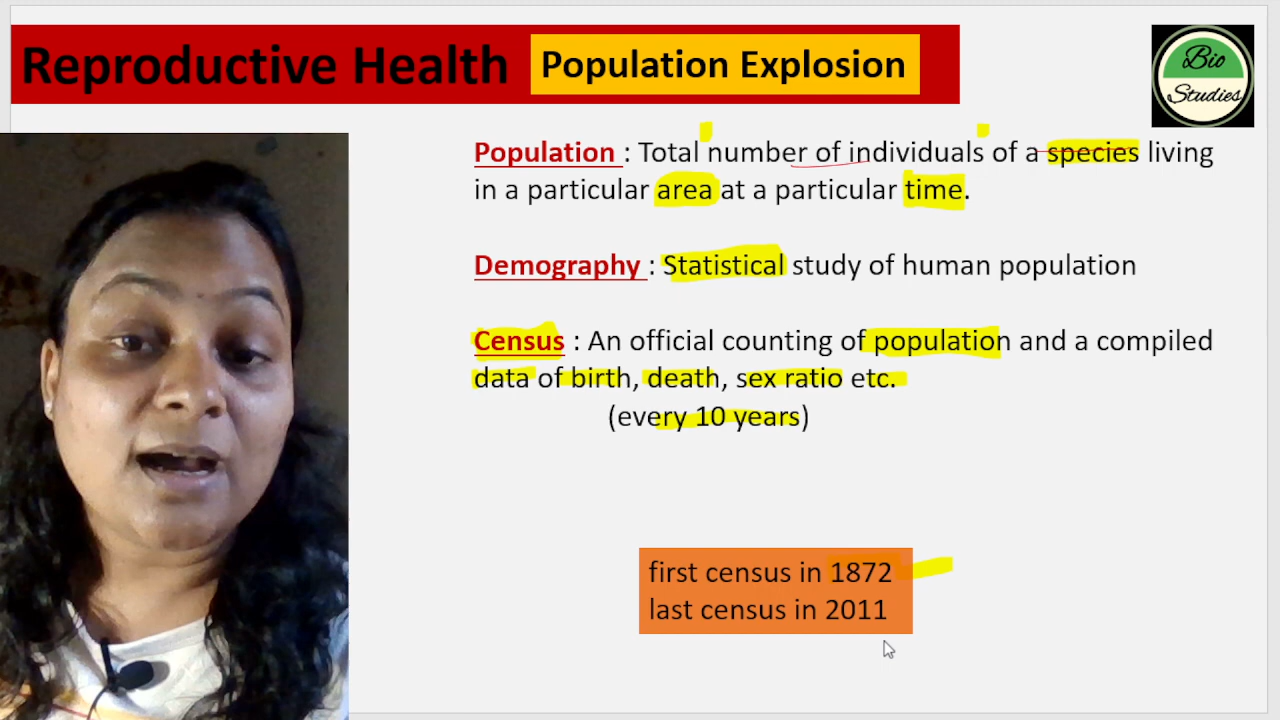 Reproductive Health Population Explosion
Bio
Studies
Population : Total number of individuals of a species living
in a particular area at a particular time.
Demography : Statistical study of human population
Census : An official counting of population and a compiled
data of birth, death, sex ratio etc.
(every 10 years)
first census in 1872
last census in 2011